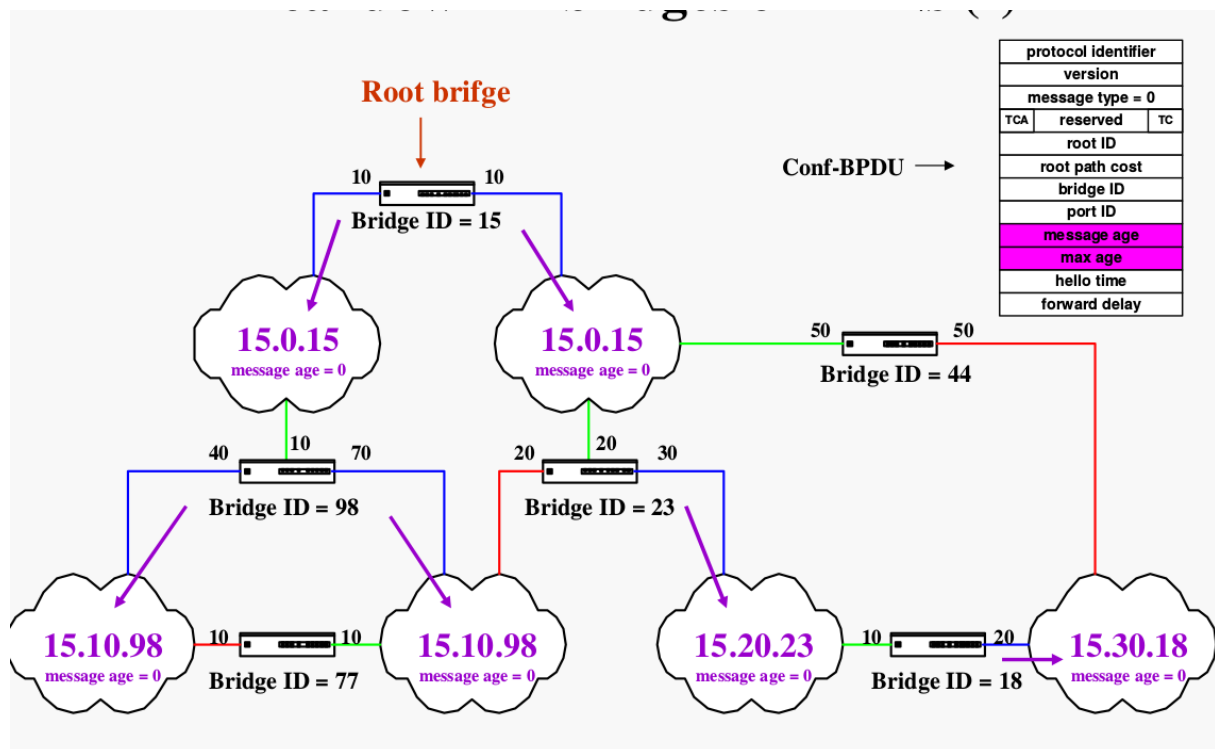 Root brifge
10
10
Bridge ID = 15
Conf-BPDU
protocol identifier
version
message type = 0
TCA reserved TC
root ID
root path cost
bridge ID
port ID
message age
max age
hello time
forward delay
15.0.15
message age = 0
15.0.15
message age = 0
50
50
Bridge ID = 44
40
10
70
Bridge ID = 98
20
20
30
Bridge ID = 23
15.10.98
message age = 0
10
10
Bridge ID = 77
15.10.98
message age = 0
15.20.23
message age = 0
10
20
Bridge ID = 18
15.30.18
message age = 0